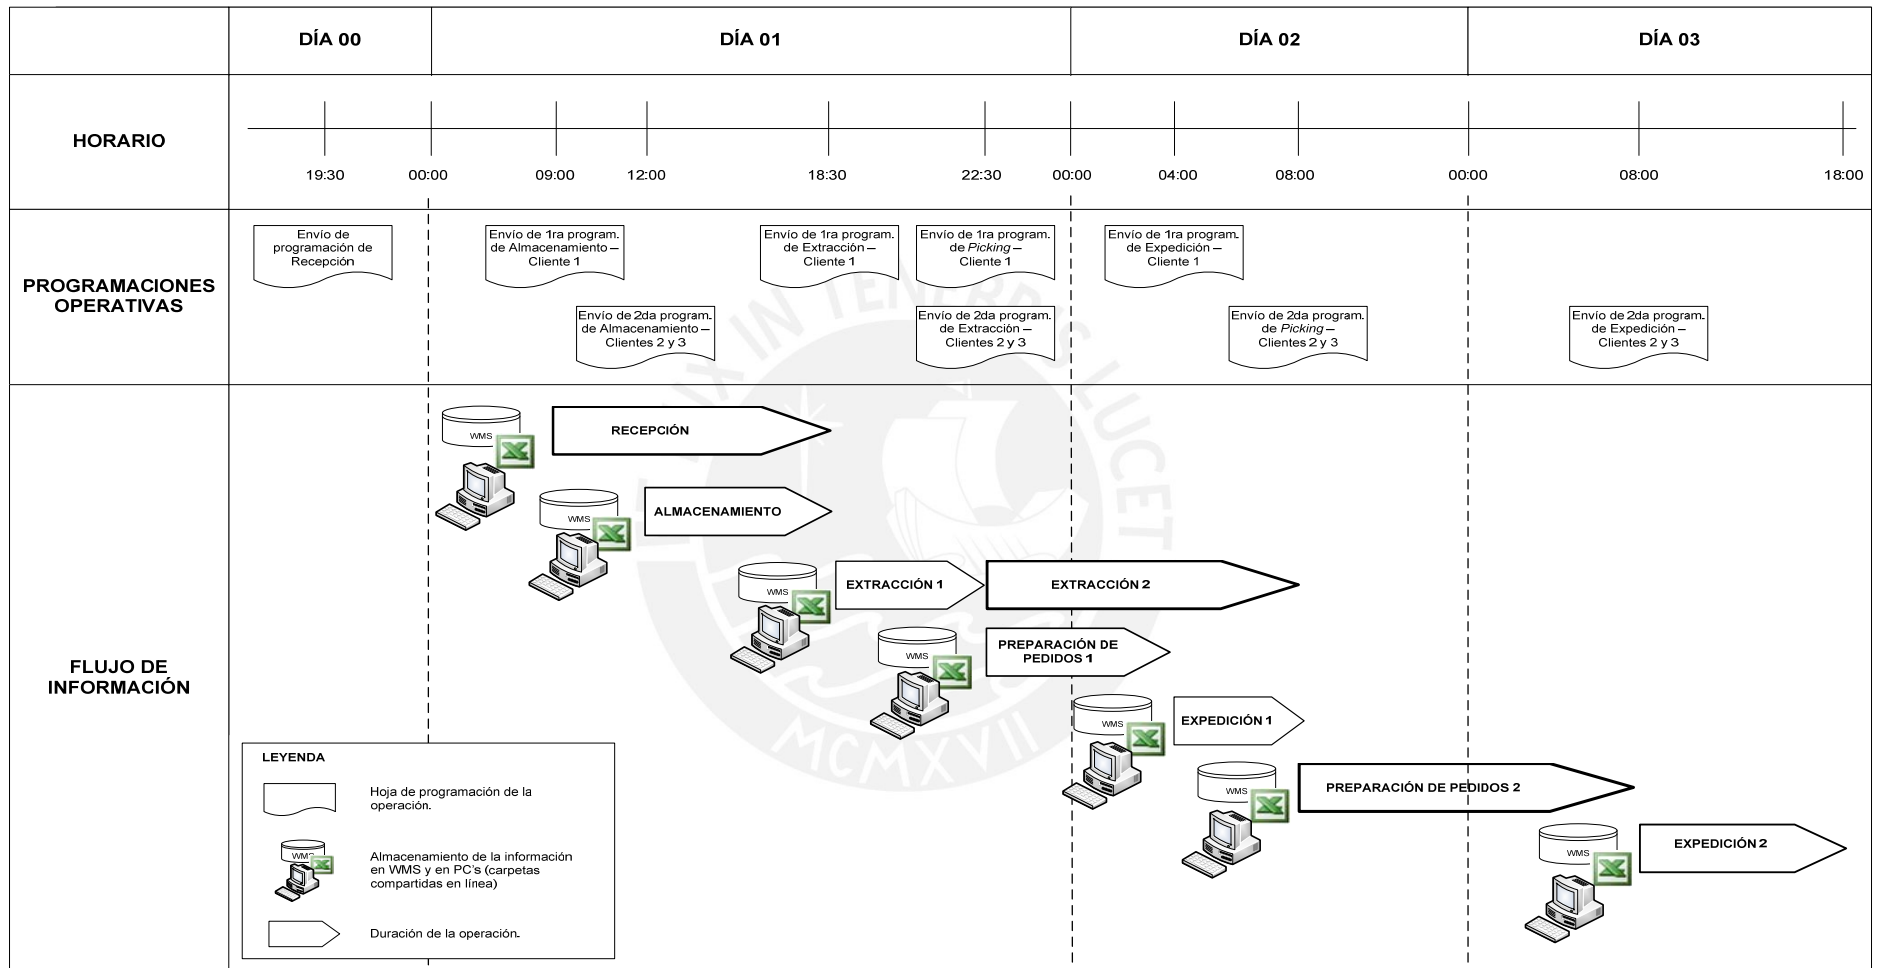 DÍA 00
DÍA 01
DÍA 02
DÍA 03
HORARIO
19:30
00:00
09:00
12:00
18:30
22:30
00:00
04:00
08:00
00:00
08:00
18:00
PROGRAMACIONES
OPERATIVAS
Envío de
programación de
Recepción
Envío de 1ra program.
de Almacenamiento –
Cliente 1
Envío de 1ra program.
de Extracción –
Cliente 1
Envío de 1ra program.
de Picking –
Cliente 1
Envío de 1ra program.
de Expedición –
Cliente 1
Envío de 2da program.
de Almacenamiento –
Clientes 2 y 3
Envío de 2da program.
de Extracción –
Clientes 2 y 3
Envío de 2da program.
de Picking –
Clientes 2 y 3
Envío de 2da program.
de Expedición –
Clientes 2 y 3
FLUJO DE
INFORMACIÓN
WMS
RECEPCIÓN
WMS
ALMACENAMIENTO
WMS
EXTRACCIÓN 1
EXTRACCIÓN 2
WMS
PREPARACIÓN DE
PEDIDOS 1
WMS
EXPEDICIÓN 1
WMS
PREPARACIÓN DE PEDIDOS 2
WMS
EXPEDICIÓN 2
LEYENDA
Hoja de programación de la
operación.
WMS
Almacenamiento de la información
en WMS y en PC's (carpetas
compartidas en línea)
Duración de la operación.
IN TENEBRIS LUCET
MCMXVII